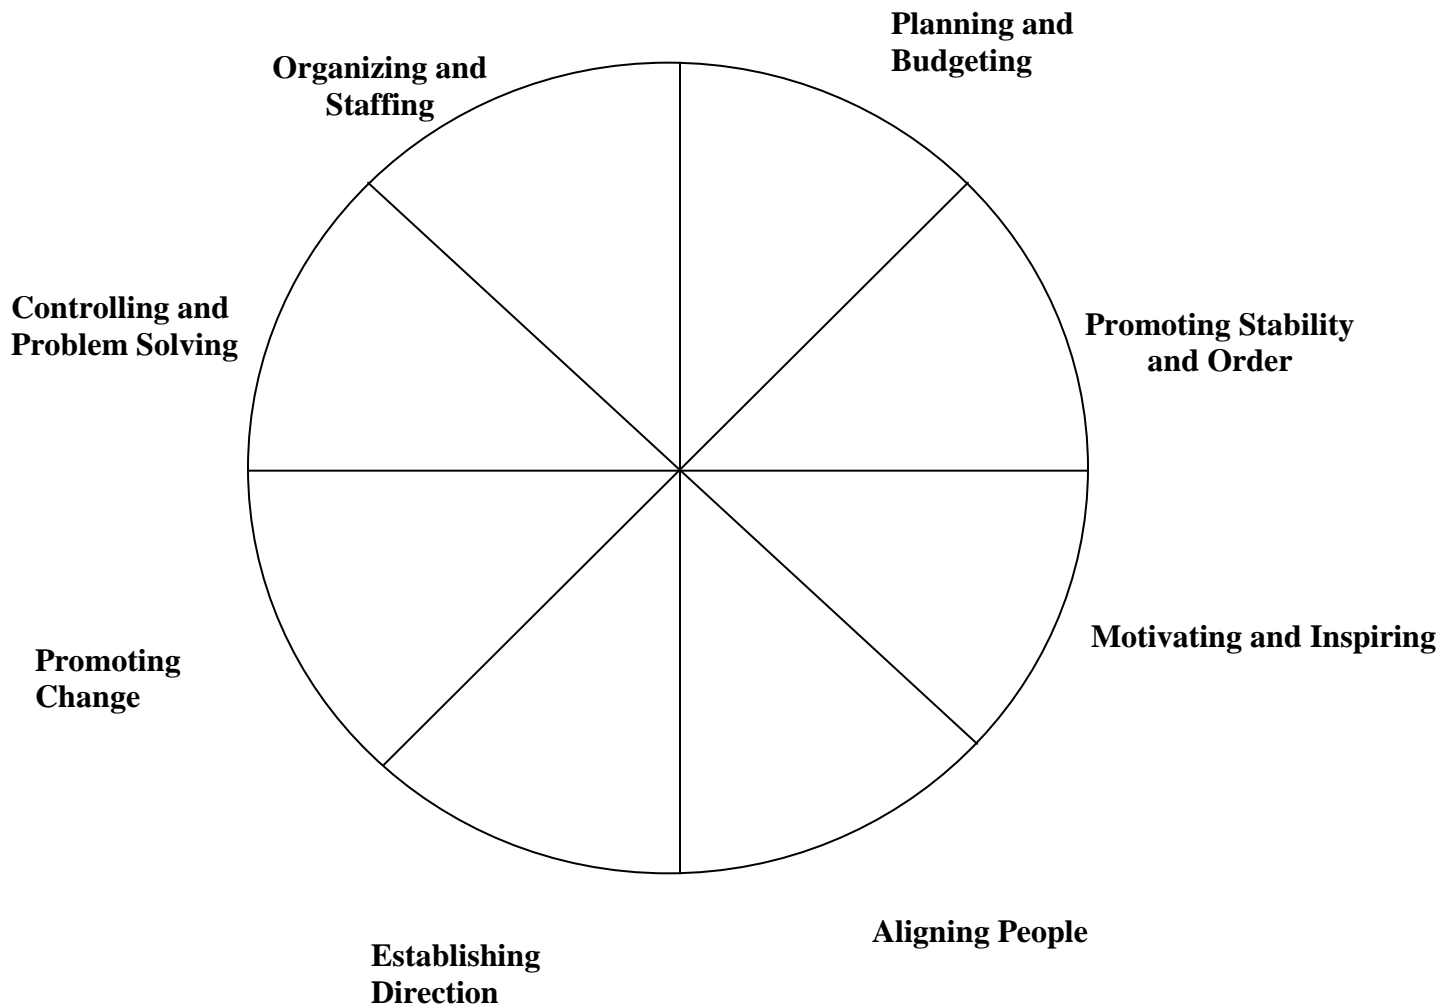 Planning and
Budgeting
Organizing and
Staffing
Controlling and
Problem Solving
Promoting Stability
and Order
Motivating and Inspiring
Promoting
Change
Aligning People
Establishing
Direction